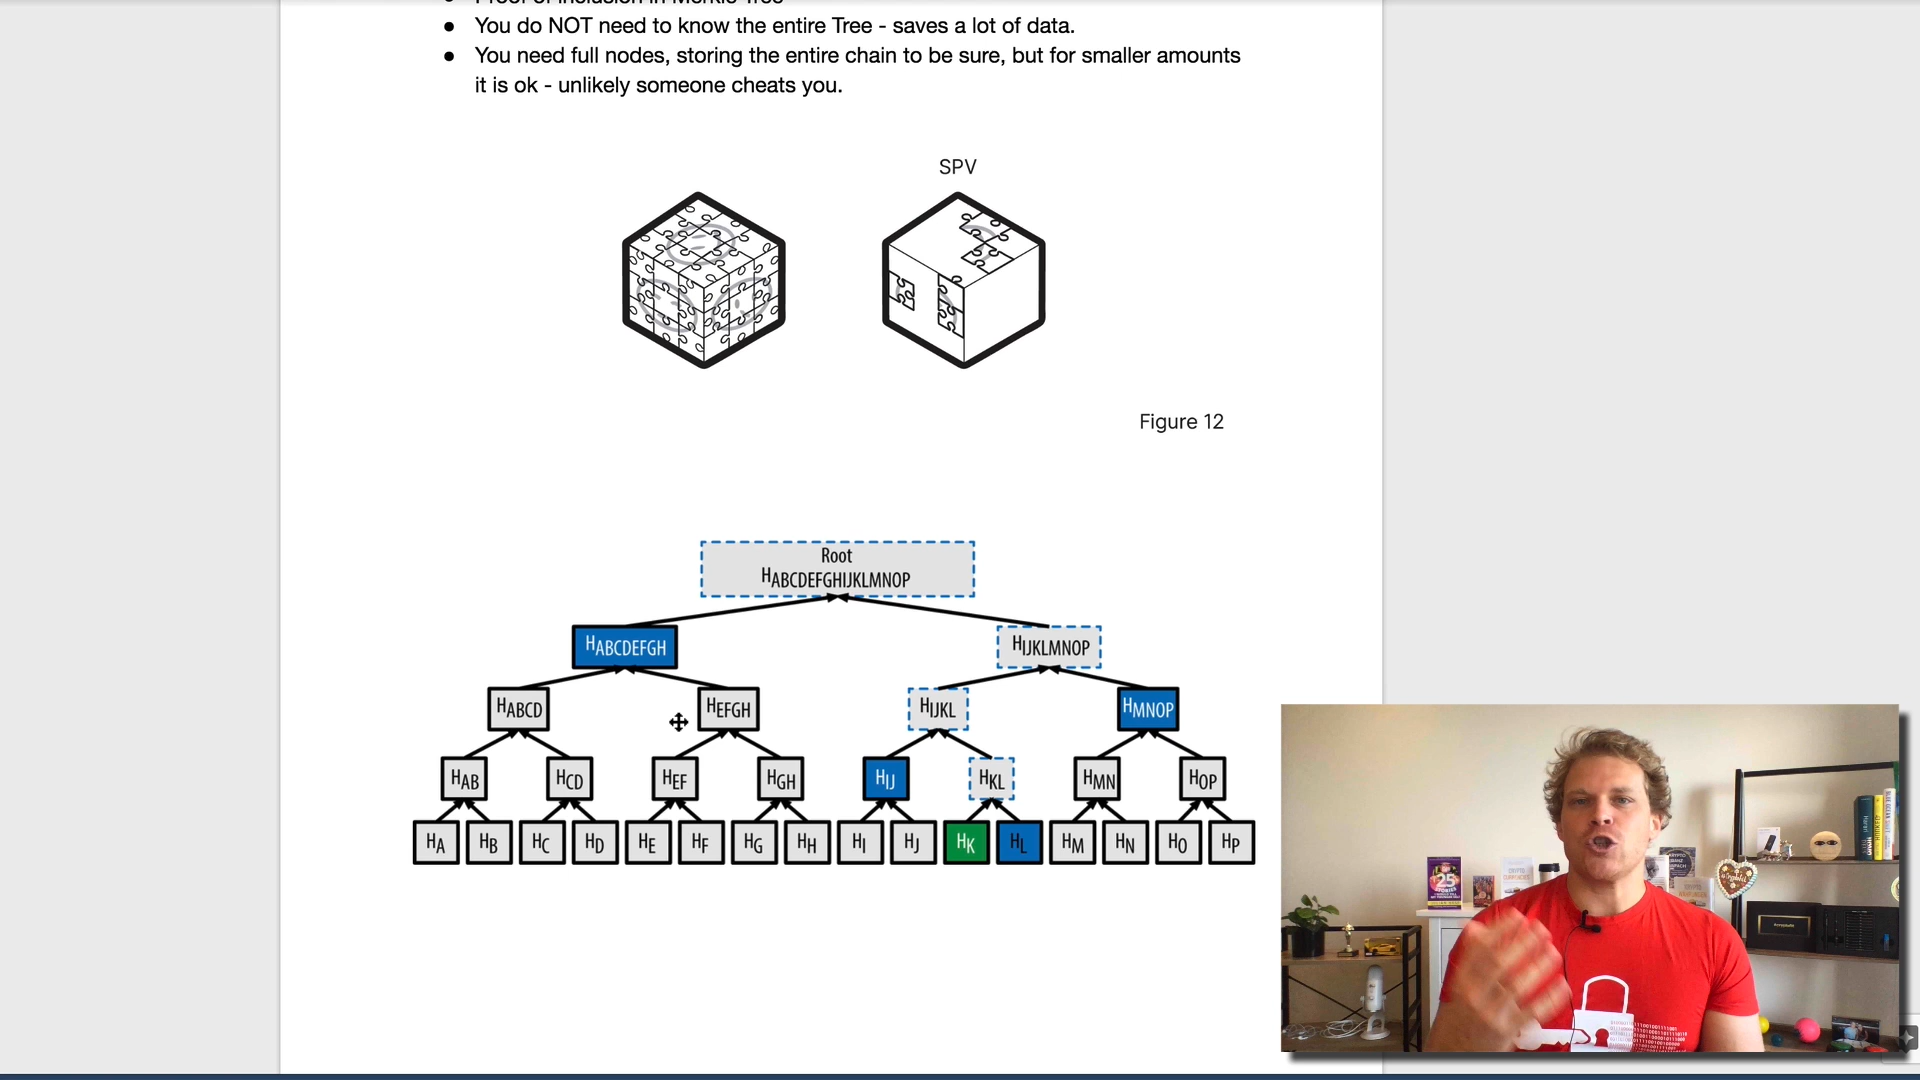 ● You do NOT need to know the entire Tree - saves a lot of data.
● You need full nodes, storing the entire chain to be sure, but for smaller amounts
it is ok - unlikely someone cheats you.
SPV
Figure 12
Root
HABCDEFGHIJKLMNOP
HABCDEFGH HIJKLMNOP
HABCD HEFGH HIJKL HMNOP
HAB HCD HEF HGH HIJ HKL HMN HOP
HA HB HC HD HE HF HG HH HI HJ HK HL HM HN HO HP
25
STORIES